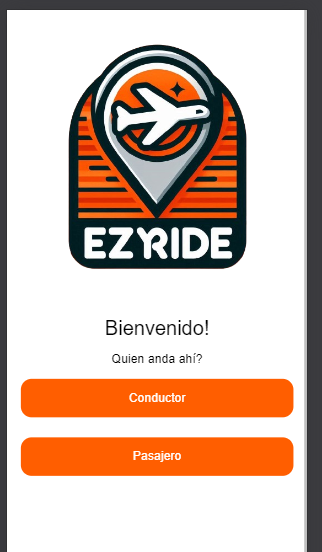 EZYRIDE
Bienvenido!
Quien anda ahí?
Conductor
Pasajero